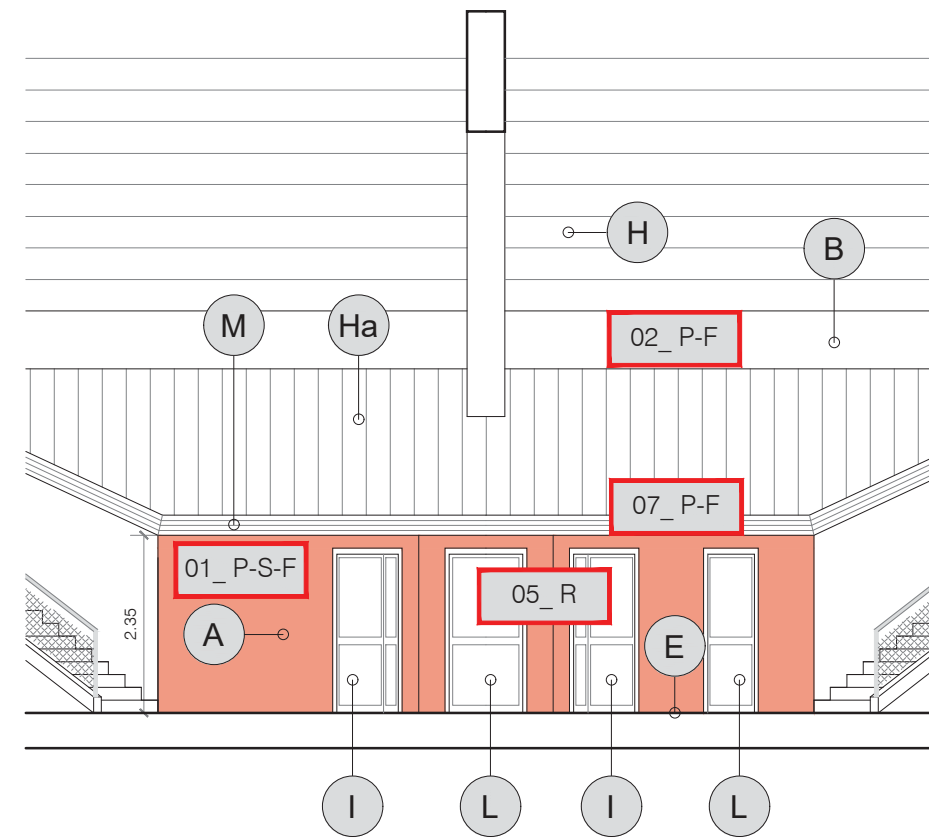 H
B
M
Ha
02_ P-F
07_ P-F
01_ P-S-F
05_ R
2.35
A
E
I
L
I
L